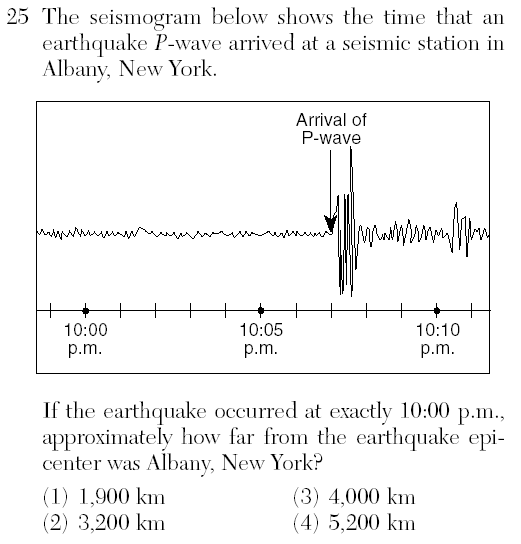 25 The seismogram below shows the time that an
earthquake P-wave arrived at a seismic station in
Albany, New York.
Arrival of
P-wave
10:00 10:05 10:10
p.m. p.m. p.m.
If the earthquake occurred at exactly 10:00 p.m.,
approximately how far from the earthquake epi-
center was Albany, New York?
(1) 1,900 km (3) 4,000 km
(2) 3,200 km (4) 5,200 km